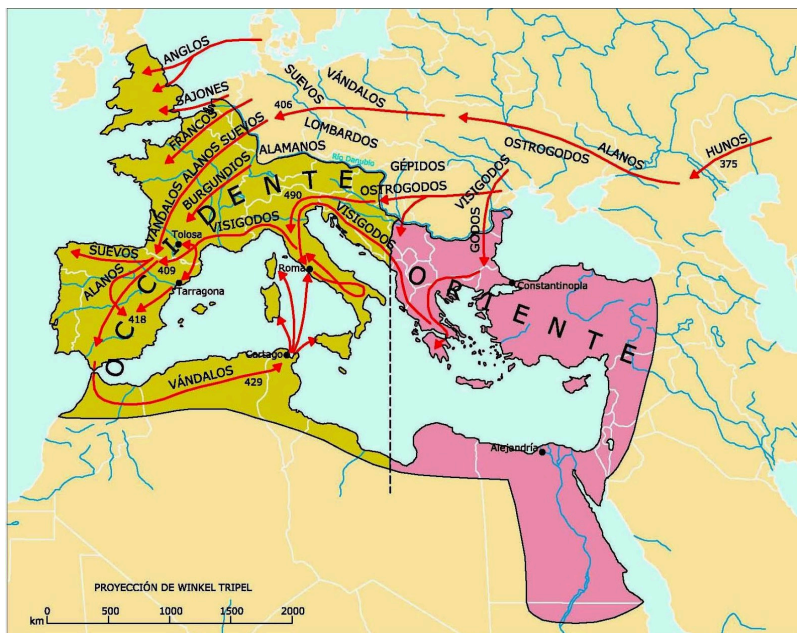 ANGLOS
SAJONES
FRANCOS
406
SUEVOS
VÁNDALOS
LOMBARDOS
ALAMANOS
Río Danubio
GÉPIDOS
OSTROGODOS
OSTROGODOS
ALANOS
HUNOS
375
VÁNDALOS ALANOS SUEVOS
BURGUNDIOS
VISIGODOS
490
VISIGODOS
VISIGODOS
GODOS
OCCIDENTE
ORIENTE
SUEVOS
ALANOS
Tolosa
409
Tarragona
418
Roma
Constantinopla
Cartago
VÁNDALOS
429
Alejandría
PROYECCIÓN DE WINKEL TRIPEL
km 0 500 1000 1500 2000